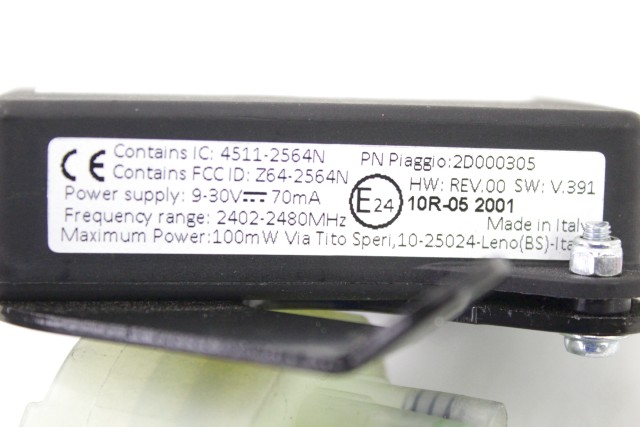 CE Contains IC: 4511-2564N PN Piaggio:2D000305
Contains FCC ID: Z64-2564N HW: REV.00 SW: V.391
Power supply: 9-30V⎓ 70mA E24 10R-05 2001
Frequency range: 2402-2480MHz Made in Italy
Maximum Power:100mW Via Tito Speri,10-25024-Leno(BS)-Ita